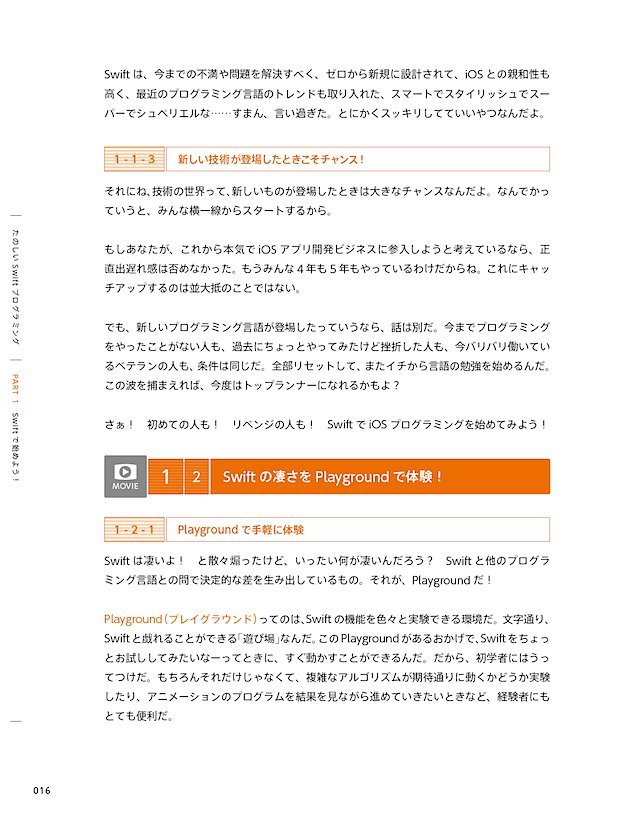 Swift は、今までの不満や問題を解決すべく、ゼロから新規に設計されて、iOS との親和性も
高く、最近のプログラミング言語のトレンドも取り入れた、スマートでスタイリッシュでスー
パーでシュペリエルな……すまん、言い過ぎた。とにかくスッキリしてていいやつなんだよ。
1 - 1 - 3 新しい技術が登場したときこそチャンス！
それにね、技術の世界って、新しいものが登場したときは大きなチャンスなんだよ。なんでかっ
ていうと、みんな横一線からスタートするから。
もしあなたが、これから本気で iOS アプリ開発ビジネスに参入しようと考えているなら、正
直出遅れ感は否めなかった。もうみんな 4 年も 5 年もやっているわけだからね。これにキャッ
チアップするのは並大抵のことではない。
でも、新しいプログラミング言語が登場したっていうなら、話は別だ。今までプログラミング
をやったことがない人も、過去にちょっとやってみたけど挫折した人も、今バリバリ働いてい
るベテランの人も、条件は同じだ。全部リセットして、またイチから言語の勉強を始めるんだ。
この波を捕まえれば、今度はトップランナーになれるかもよ？
さぁ！　初めての人も！　リベンジの人も！　Swift で iOS プログラミングを始めてみよう！
MOVIE 1 2 Swift の凄さを Playground で体験！
1 - 2 - 1 Playground で手軽に体験
Swift は凄いよ！　と散々煽ったけど、いったい何が凄いんだろう？　Swift と他のプログラ
ミング言語との間で決定的な差を生み出しているもの。それが、Playground だ！
Playground（プレイグラウンド）ってのは、Swift の機能を色々と実験できる環境だ。文字通り、
Swift と戯れることができる「遊び場」なんだ。この Playground があるおかげで、Swift をちょっ
とお試ししてみたいなーってときに、すぐ動かすことができるんだ。だから、初学者にはうっ
てつけだ。もちろんそれだけじゃなくて、複雑なアルゴリズムが期待通りに動くかどうか実験
したり、アニメーションのプログラムを結果を見ながら進めていきたいときなど、経験者にも
とても便利だ。
たのしい Swift プログラミング
PART 1 Swift で始めよう！
016